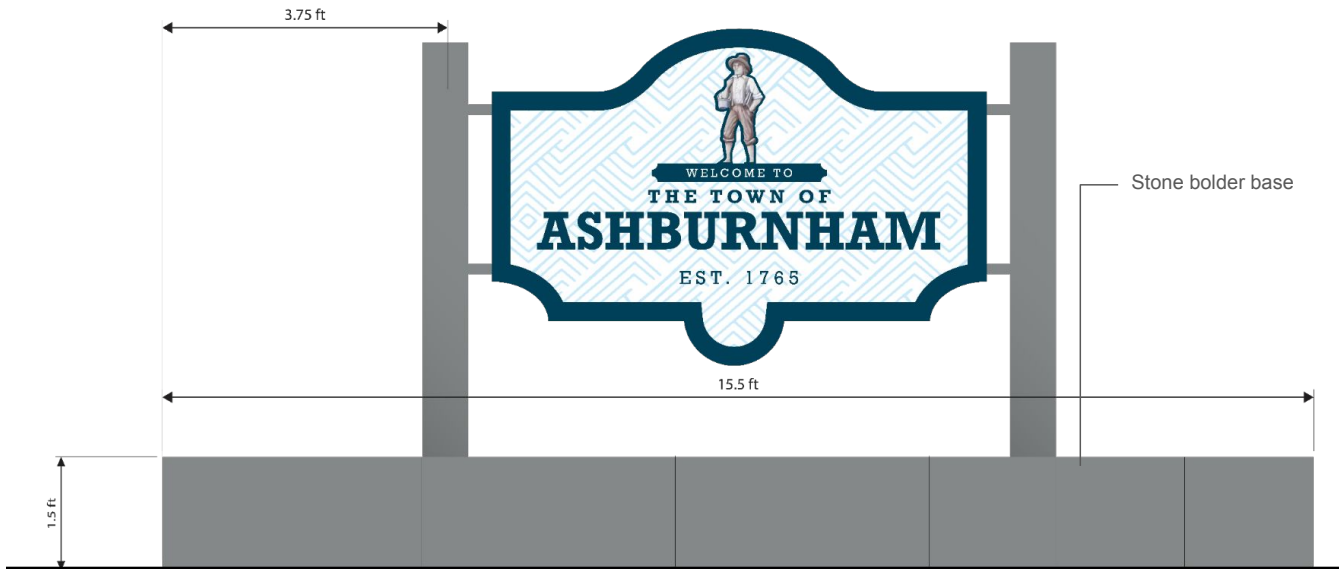 3.75 ft
WELCOME TO
THE TOWN OF
ASHBURNHAM
EST. 1765
Stone bolder base
15.5 ft
1.5 ft